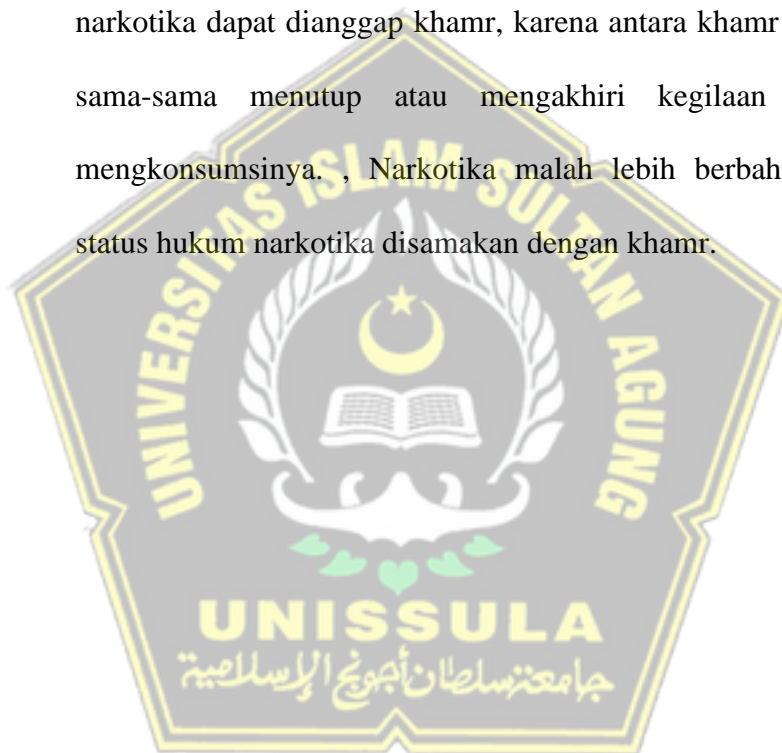 narkotika dapat dianggap khamr, karena antara khamr
sama-sama menutup atau mengakhiri kegilaan
mengkonsumsinya. , Narkotika malah lebih berbah
status hukum narkotika disamakan dengan khamr.
UNIVERSITAS ISLAM SULTAN AGUNG
UNISSULA
جامعة سلطان أجونج الإسلامية